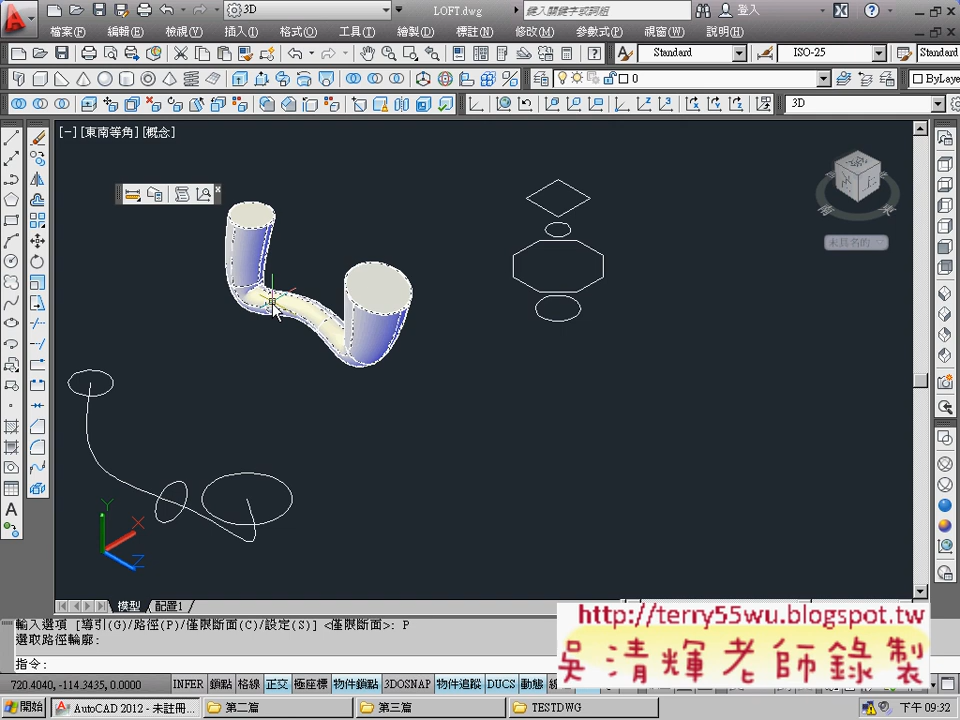 3D
LOFT.dwg
鍵入關鍵字或詞組
登入
檔案(F)
編輯(E)
檢視(V)
插入(I)
格式(O)
工具(T)
繪製(D)
標註(N)
修改(M)
參數式(P)
視窗(W)
說明(H)
Standard
ISO-25
Standard
0
ByLaye
3D
[-][東南等角][概念]
未具名的
Y
X
Z
模型
配置1
輸入選項 [導引(G)/路徑(P)/僅限斷面(C)/設定(S)] <僅限斷面>: P
選取路徑輪廓:
指令:
http://terry55wu.blogspot.tw
吳清輝老師錄製
720.4040, -114.3435, 0.0000
INFER
鎖點
格線
正交
極座標
物件鎖點
3DOSNAP
物件追蹤
DUCS
動態
開始
AutoCAD 2012 - 未註冊...
第二篇
第三篇
TESTDWG
下午 09:32